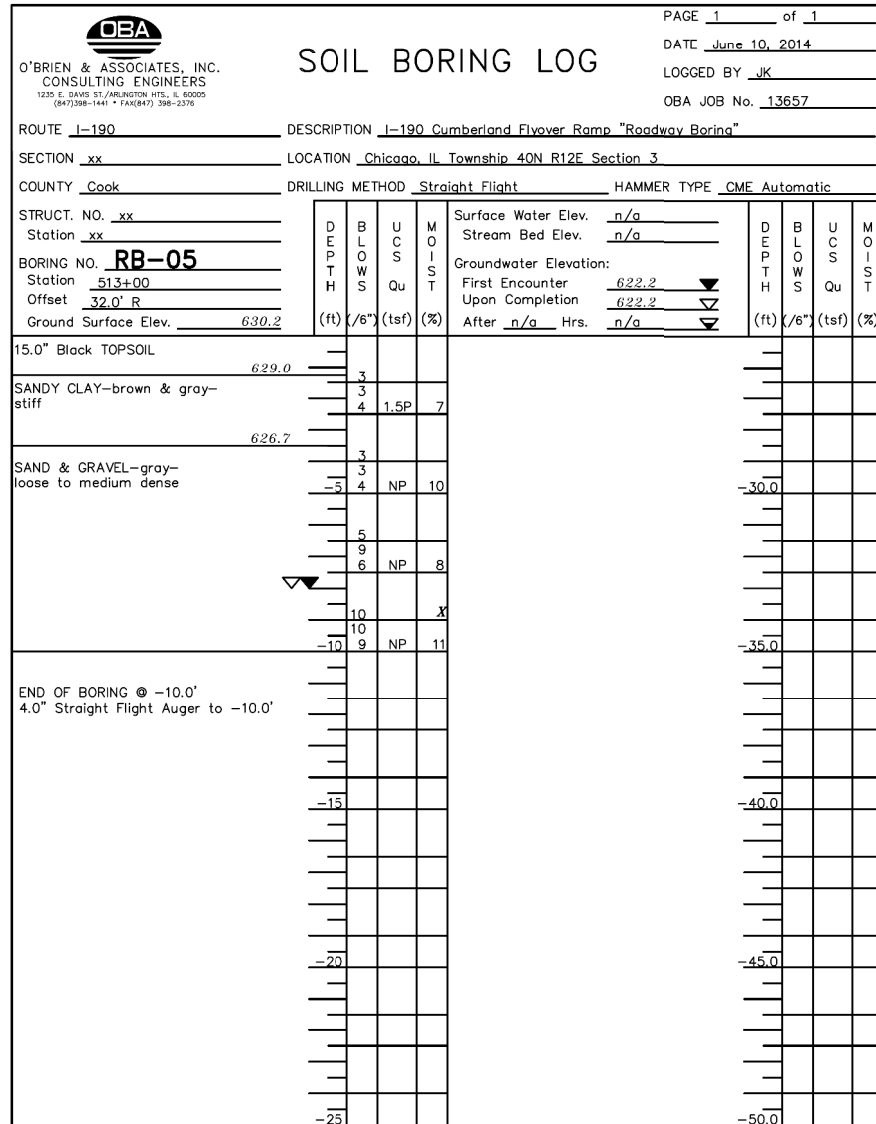 OBA
O'BRIEN & ASSOCIATES, INC.
CONSULTING ENGINEERS
1235 E. DAVIS ST./ARLINGTON HTS., IL 60005
(847)398-1441 * FAX(847) 398-2376
SOIL BORING LOG
PAGE 1 of 1
DATE June 10, 2014
LOGGED BY JK
OBA JOB No. 13657
ROUTE I-190 DESCRIPTION I-190 Cumberland Flyover Ramp "Roadway Boring"
SECTION xx LOCATION Chicago, IL Township 40N R12E Section 3
COUNTY Cook DRILLING METHOD Straight Flight HAMMER TYPE CME Automatic
STRUCT. NO. xx
Station xx
BORING NO. RB-05
Station 513+00
Offset 32.0' R
Ground Surface Elev. 630.2
DEPTH (ft)
BLOWS (/6")
UCS Qu (tsf)
MOIST (%)
Surface Water Elev. n/a
Stream Bed Elev. n/a
Groundwater Elevation:
First Encounter 622.2
Upon Completion 622.2
After n/a Hrs. n/a
DEPTH (ft)
BLOWS (/6")
UCS Qu (tsf)
MOIST (%)
15.0" Black TOPSOIL
629.0
3
SANDY CLAY-brown & gray- 3
stiff 4 1.5P 7
626.7
3
SAND & GRAVEL-gray- 3
loose to medium dense -5 4 NP 10 -30.0
5
9
6 NP 8
10 X
10
-10 9 NP 11 -35.0
END OF BORING @ -10.0'
4.0" Straight Flight Auger to -10.0'
-15 -40.0
-20 -45.0
-25 -50.0